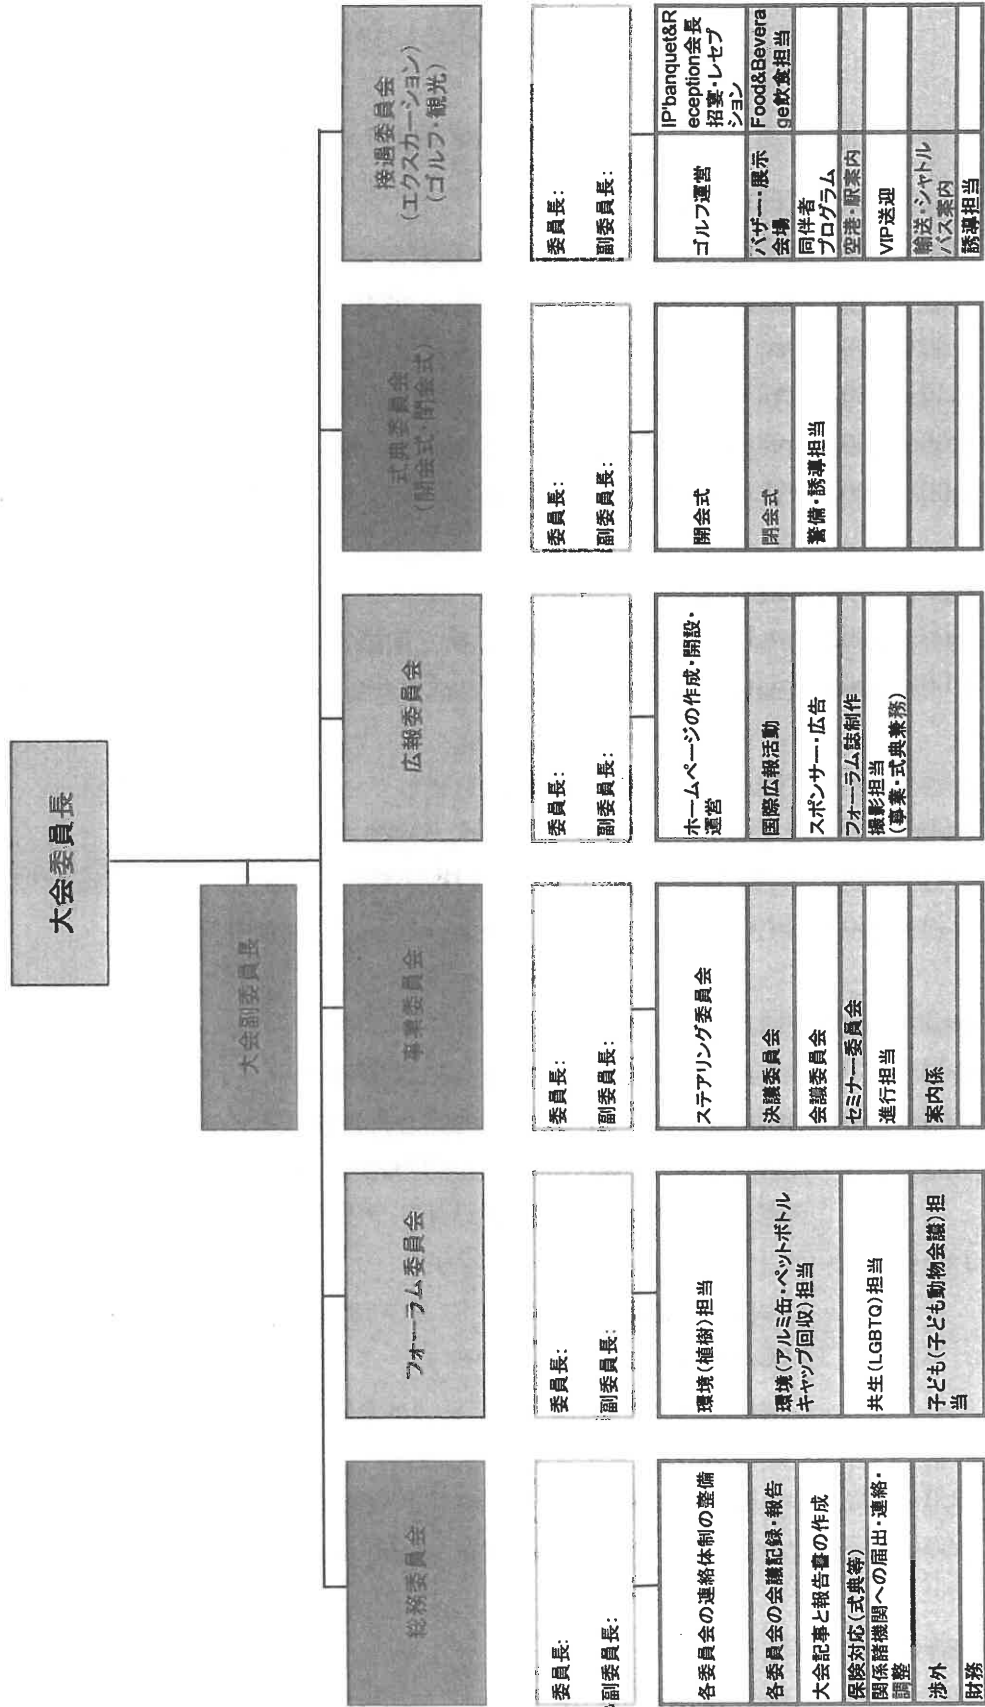 大会委員長
大会副委員長
総務委員会
委員長:
副委員長:
各委員会の連絡体制の整備
各委員会の会議記録・報告
大会記事と報告書の作成
保険対応(式典等)
関係諸機関への届出・連絡・
調整
渉外
財務
フォーラム委員会
委員長:
副委員長:
環境(植樹)担当
環境(アルミ缶・ペットボトル
キャップ回収)担当
共生(LGBTQ)担当
子ども(子ども動物会議)担
当
事業委員会
委員長:
副委員長:
ステアリング委員会
決議委員会
会議委員会
セミナー委員会
進行担当
案内係
広報委員会
委員長:
副委員長:
ホームページの作成・開設・
運営
国際広報活動
スポンサー・広告
フォーラム誌制作
撮影担当
(事業・式典兼務)
式典委員会
(開会式・閉会式)
委員長:
副委員長:
開会式
閉会式
警備・誘導担当
接遇委員会
(エクスカーション)
(ゴルフ・観光)
委員長:
副委員長:
ゴルフ運営
バザー・展示
会場
同伴者
プログラム
空港・駅案内
VIP送迎
輸送・シャトル
バス案内
誘導担当
IP'banquet&R
eception会長
招宴・レセプ
ション
Food&Bevera
ge飲食担当